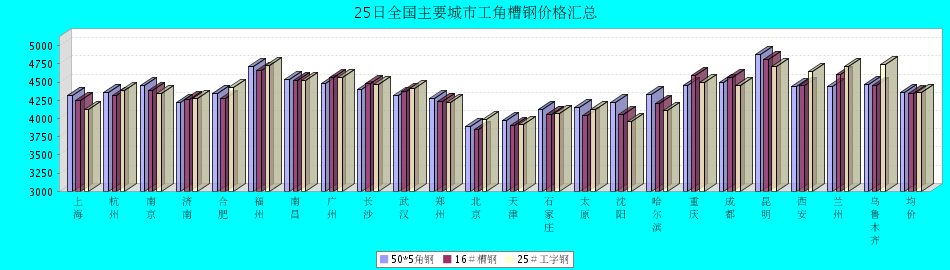 25日全国主要城市工角槽钢价格汇总
5000
4750
4500
4250
4000
3750
3500
3250
3000
上海
杭州
南京
济南
合肥
福州
南昌
广州
长沙
武汉
郑州
北京
天津
石家庄
太原
沈阳
哈尔滨
重庆
成都
昆明
西安
兰州
乌鲁木齐
均价
50*5角钢 16#槽钢 25#工字钢